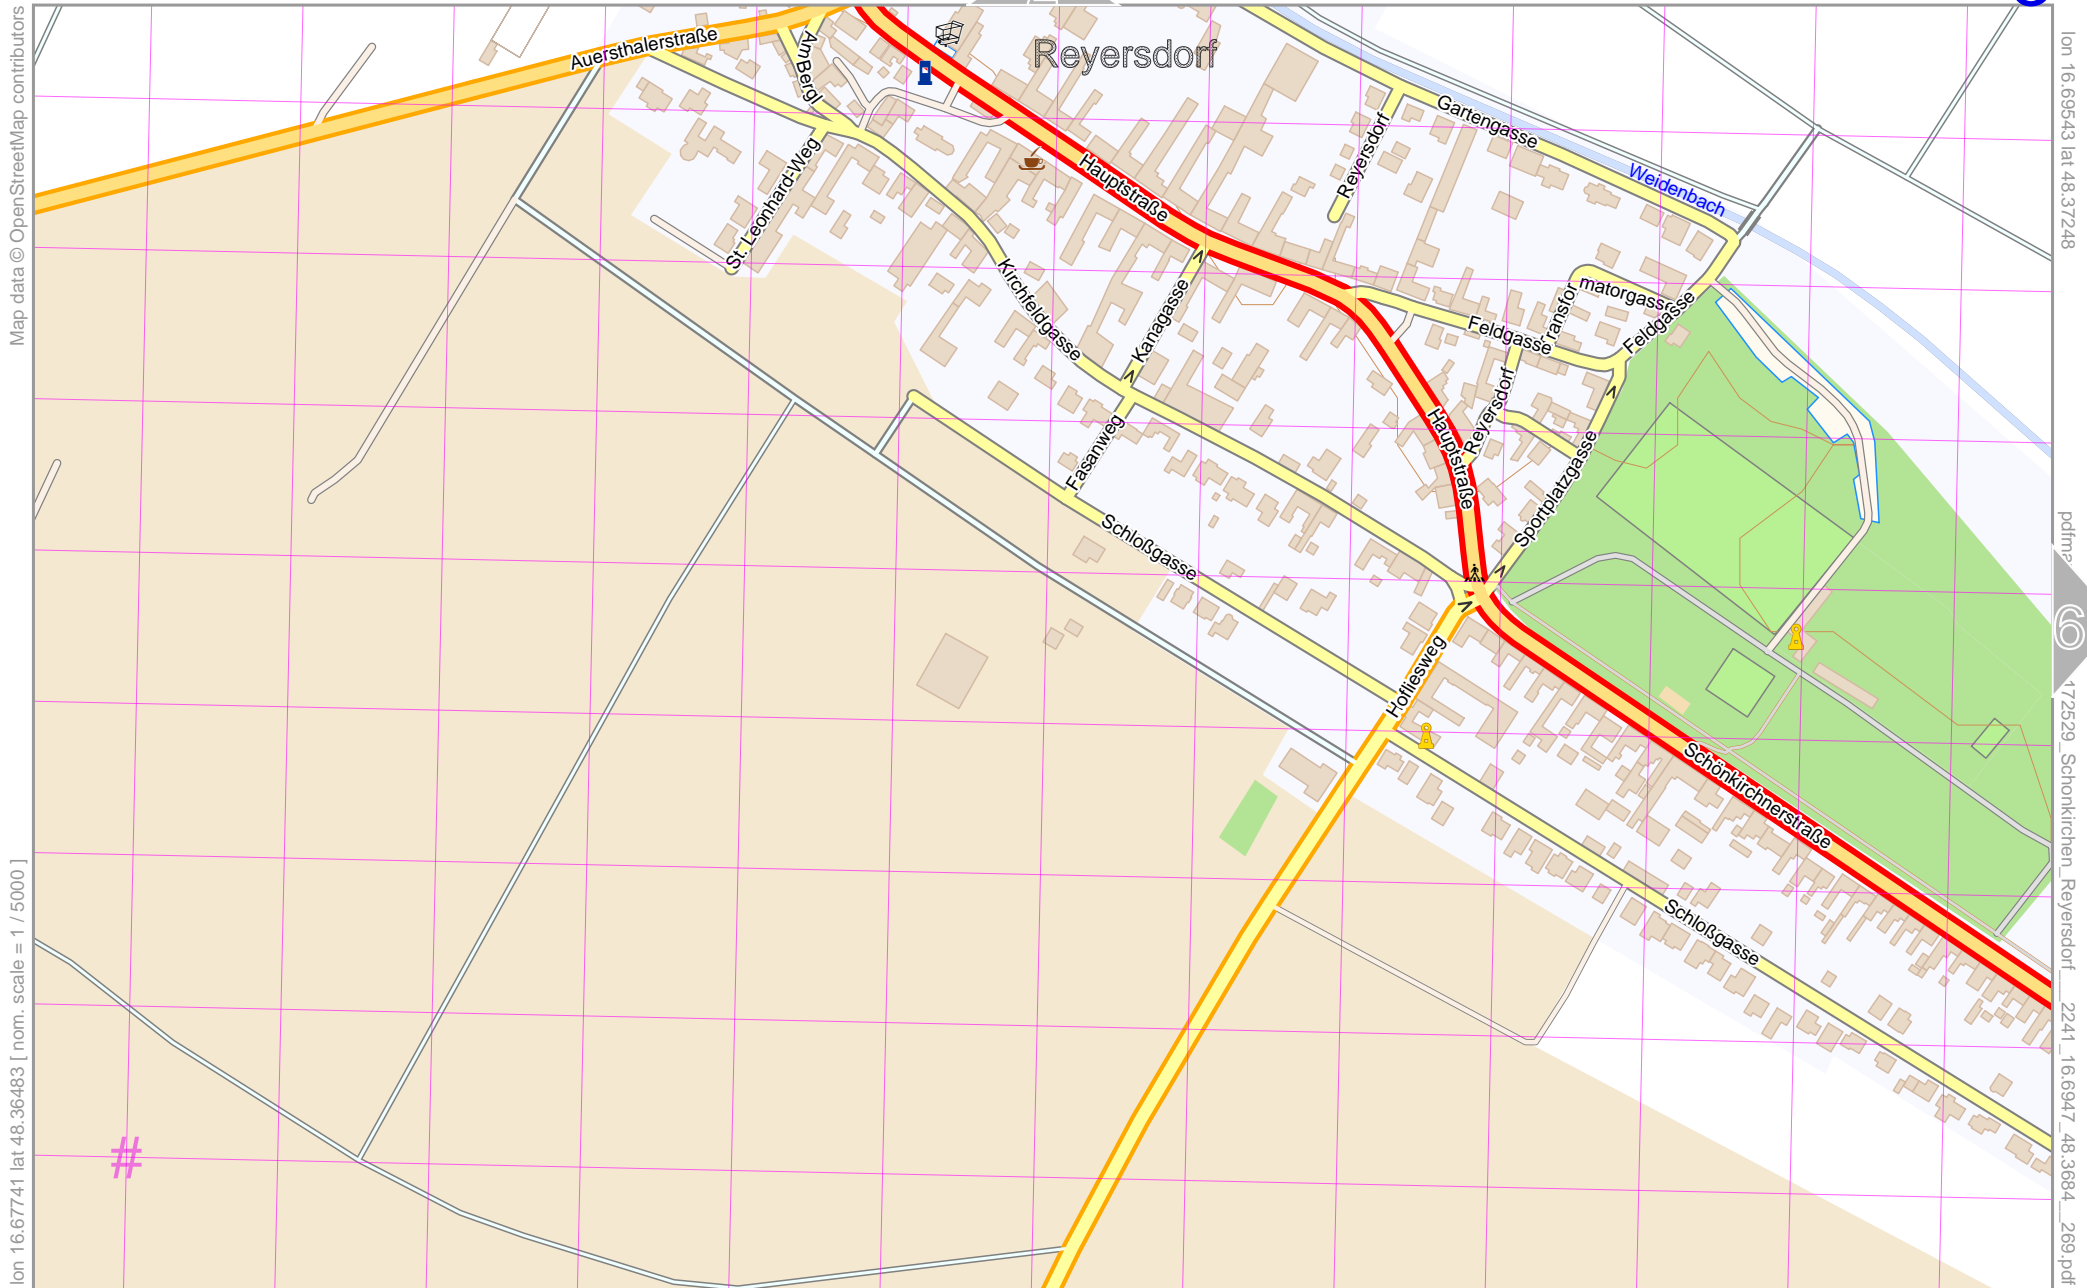 Reyersdorf
Auersthalerstraße
Am Bergl
Gartengasse
Reyersdorf
Weidenbach
Hauptstraße
St. Leonhard-Weg
Kirchfeldgasse
Kanagasse
Transfor
matorgasse
Feldgasse
Feldgasse
Reyersdorf
Hauptstraße
Fasanweg
Sportplatzgasse
Schloßgasse
Hofliesweg
Schönkirchnerstraße
Schloßgasse
#
6
Map data © OpenStreetMap contributors
lon 16.67741 lat 48.36483 [ nom. scale = 1 / 5000 ]
lon 16.69543 lat 48.37248
172529_Schonkirchen_Reyersdorf__2241_16.6947_48.3684__269.pdf